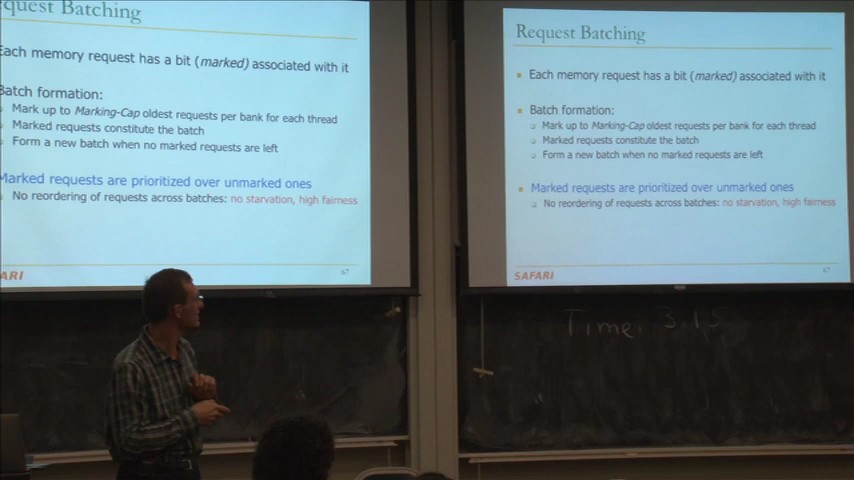 quest Batching
Each memory request has a bit (marked) associated with it
Batch formation:
Mark up to Marking-Cap oldest requests per bank for each thread
Marked requests constitute the batch
Form a new batch when no marked requests are left
Marked requests are prioritized over unmarked ones
No reordering of requests across batches: no starvation, high fairness
ARI
67
Request Batching
Each memory request has a bit (marked) associated with it
Batch formation:
Mark up to Marking-Cap oldest requests per bank for each thread
Marked requests constitute the batch
Form a new batch when no marked requests are left
Marked requests are prioritized over unmarked ones
No reordering of requests across batches: no starvation, high fairness
SAFARI
67
Time: 3.15